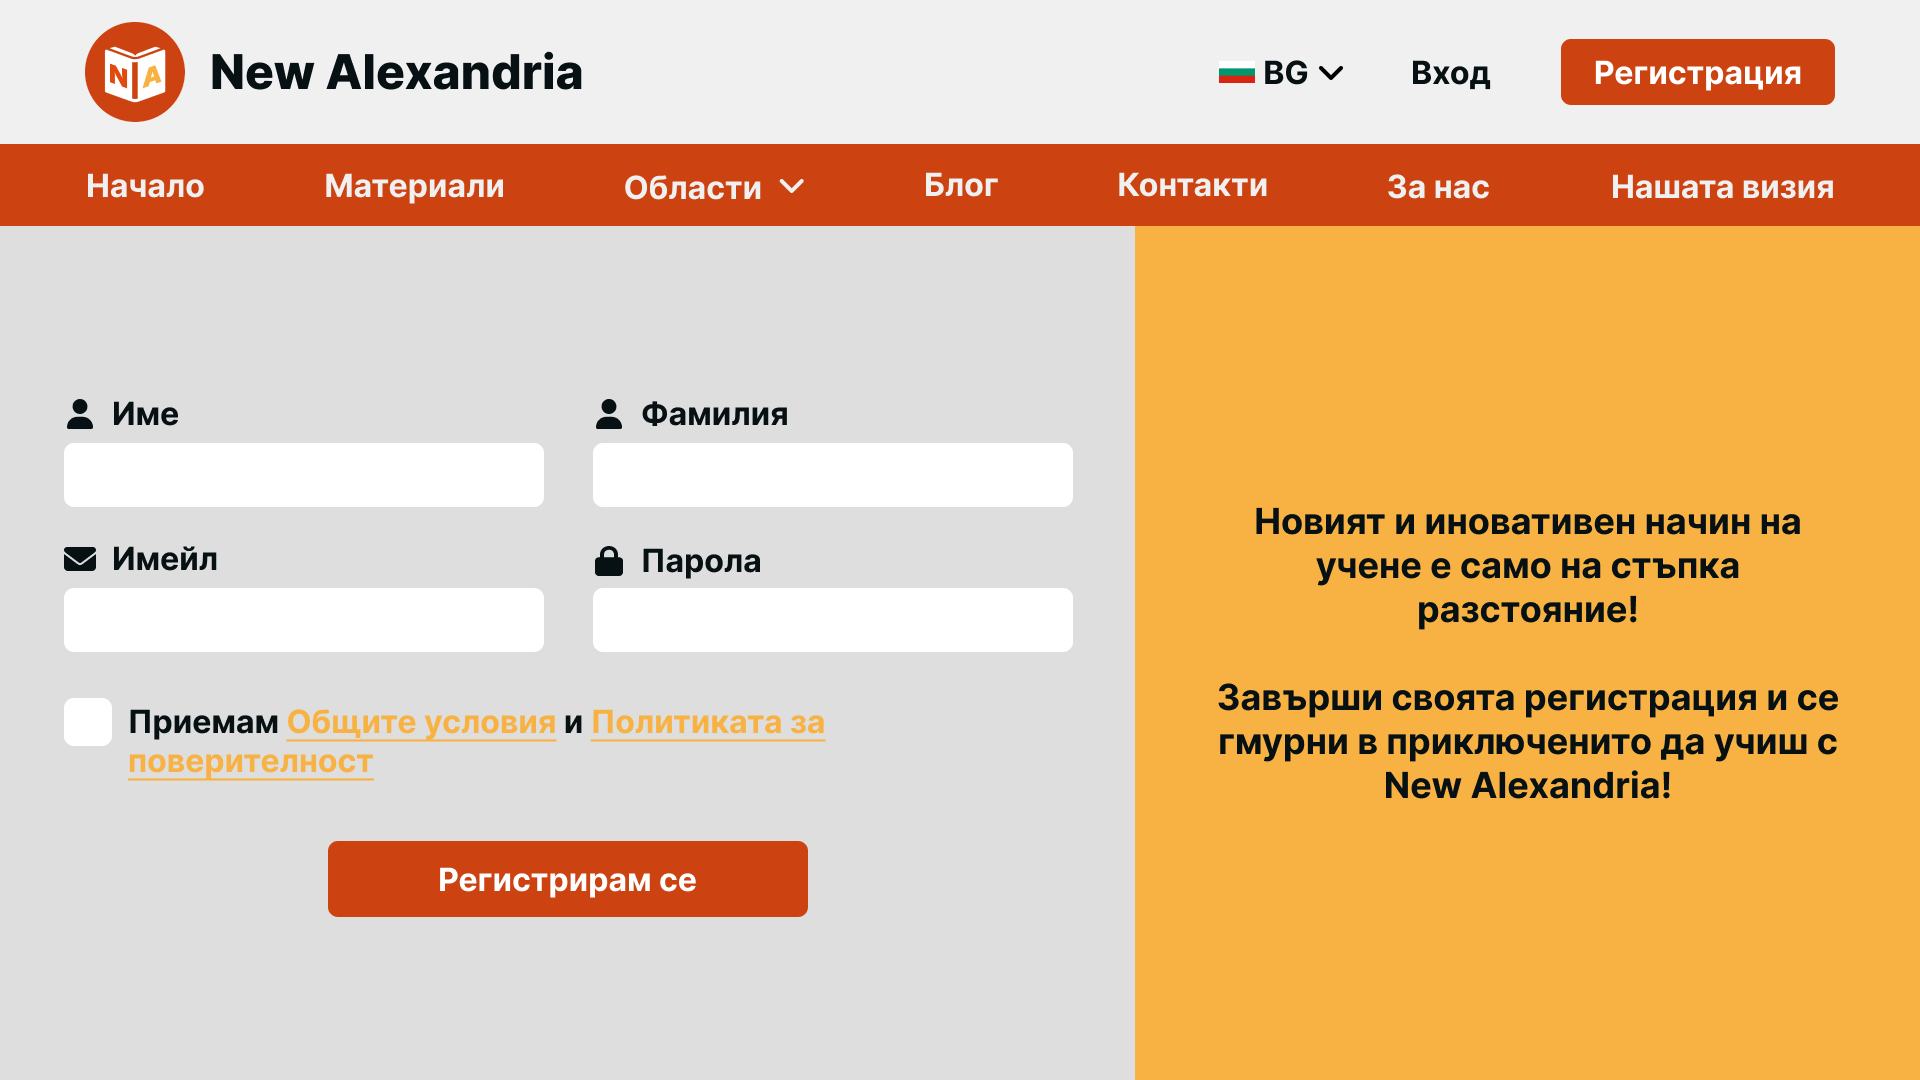 N A
New Alexandria
BG
Вход
Регистрация
Начало
Материали
Области
Блог
Контакти
За нас
Нашата визия
Име
Фамилия
Имейл
Парола
Приемам Общите условия и Политиката за
поверителност
Регистрирам се
Новият и иновативен начин на
учене е само на стъпка
разстояние!
Завърши своята регистрация и се
гмурни в приключенито да учиш с
New Alexandria!